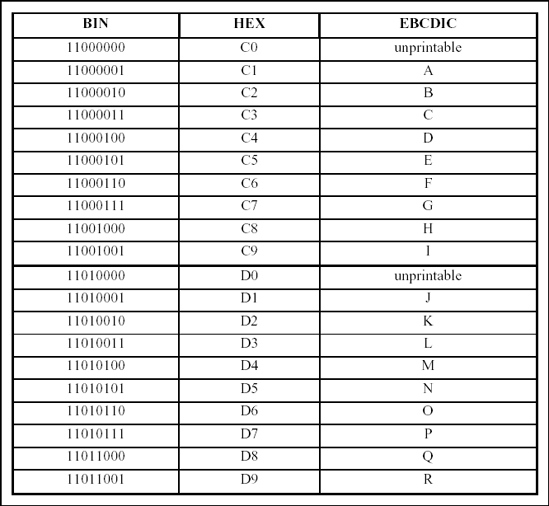 BIN HEX EBCDIC
11000000 C0 unprintable
11000001 C1 A
11000010 C2 B
11000011 C3 C
11000100 C4 D
11000101 C5 E
11000110 C6 F
11000111 C7 G
11001000 C8 H
11001001 C9 I
11010000 D0 unprintable
11010001 D1 J
11010010 D2 K
11010011 D3 L
11010100 D4 M
11010101 D5 N
11010110 D6 O
11010111 D7 P
11011000 D8 Q
11011001 D9 R